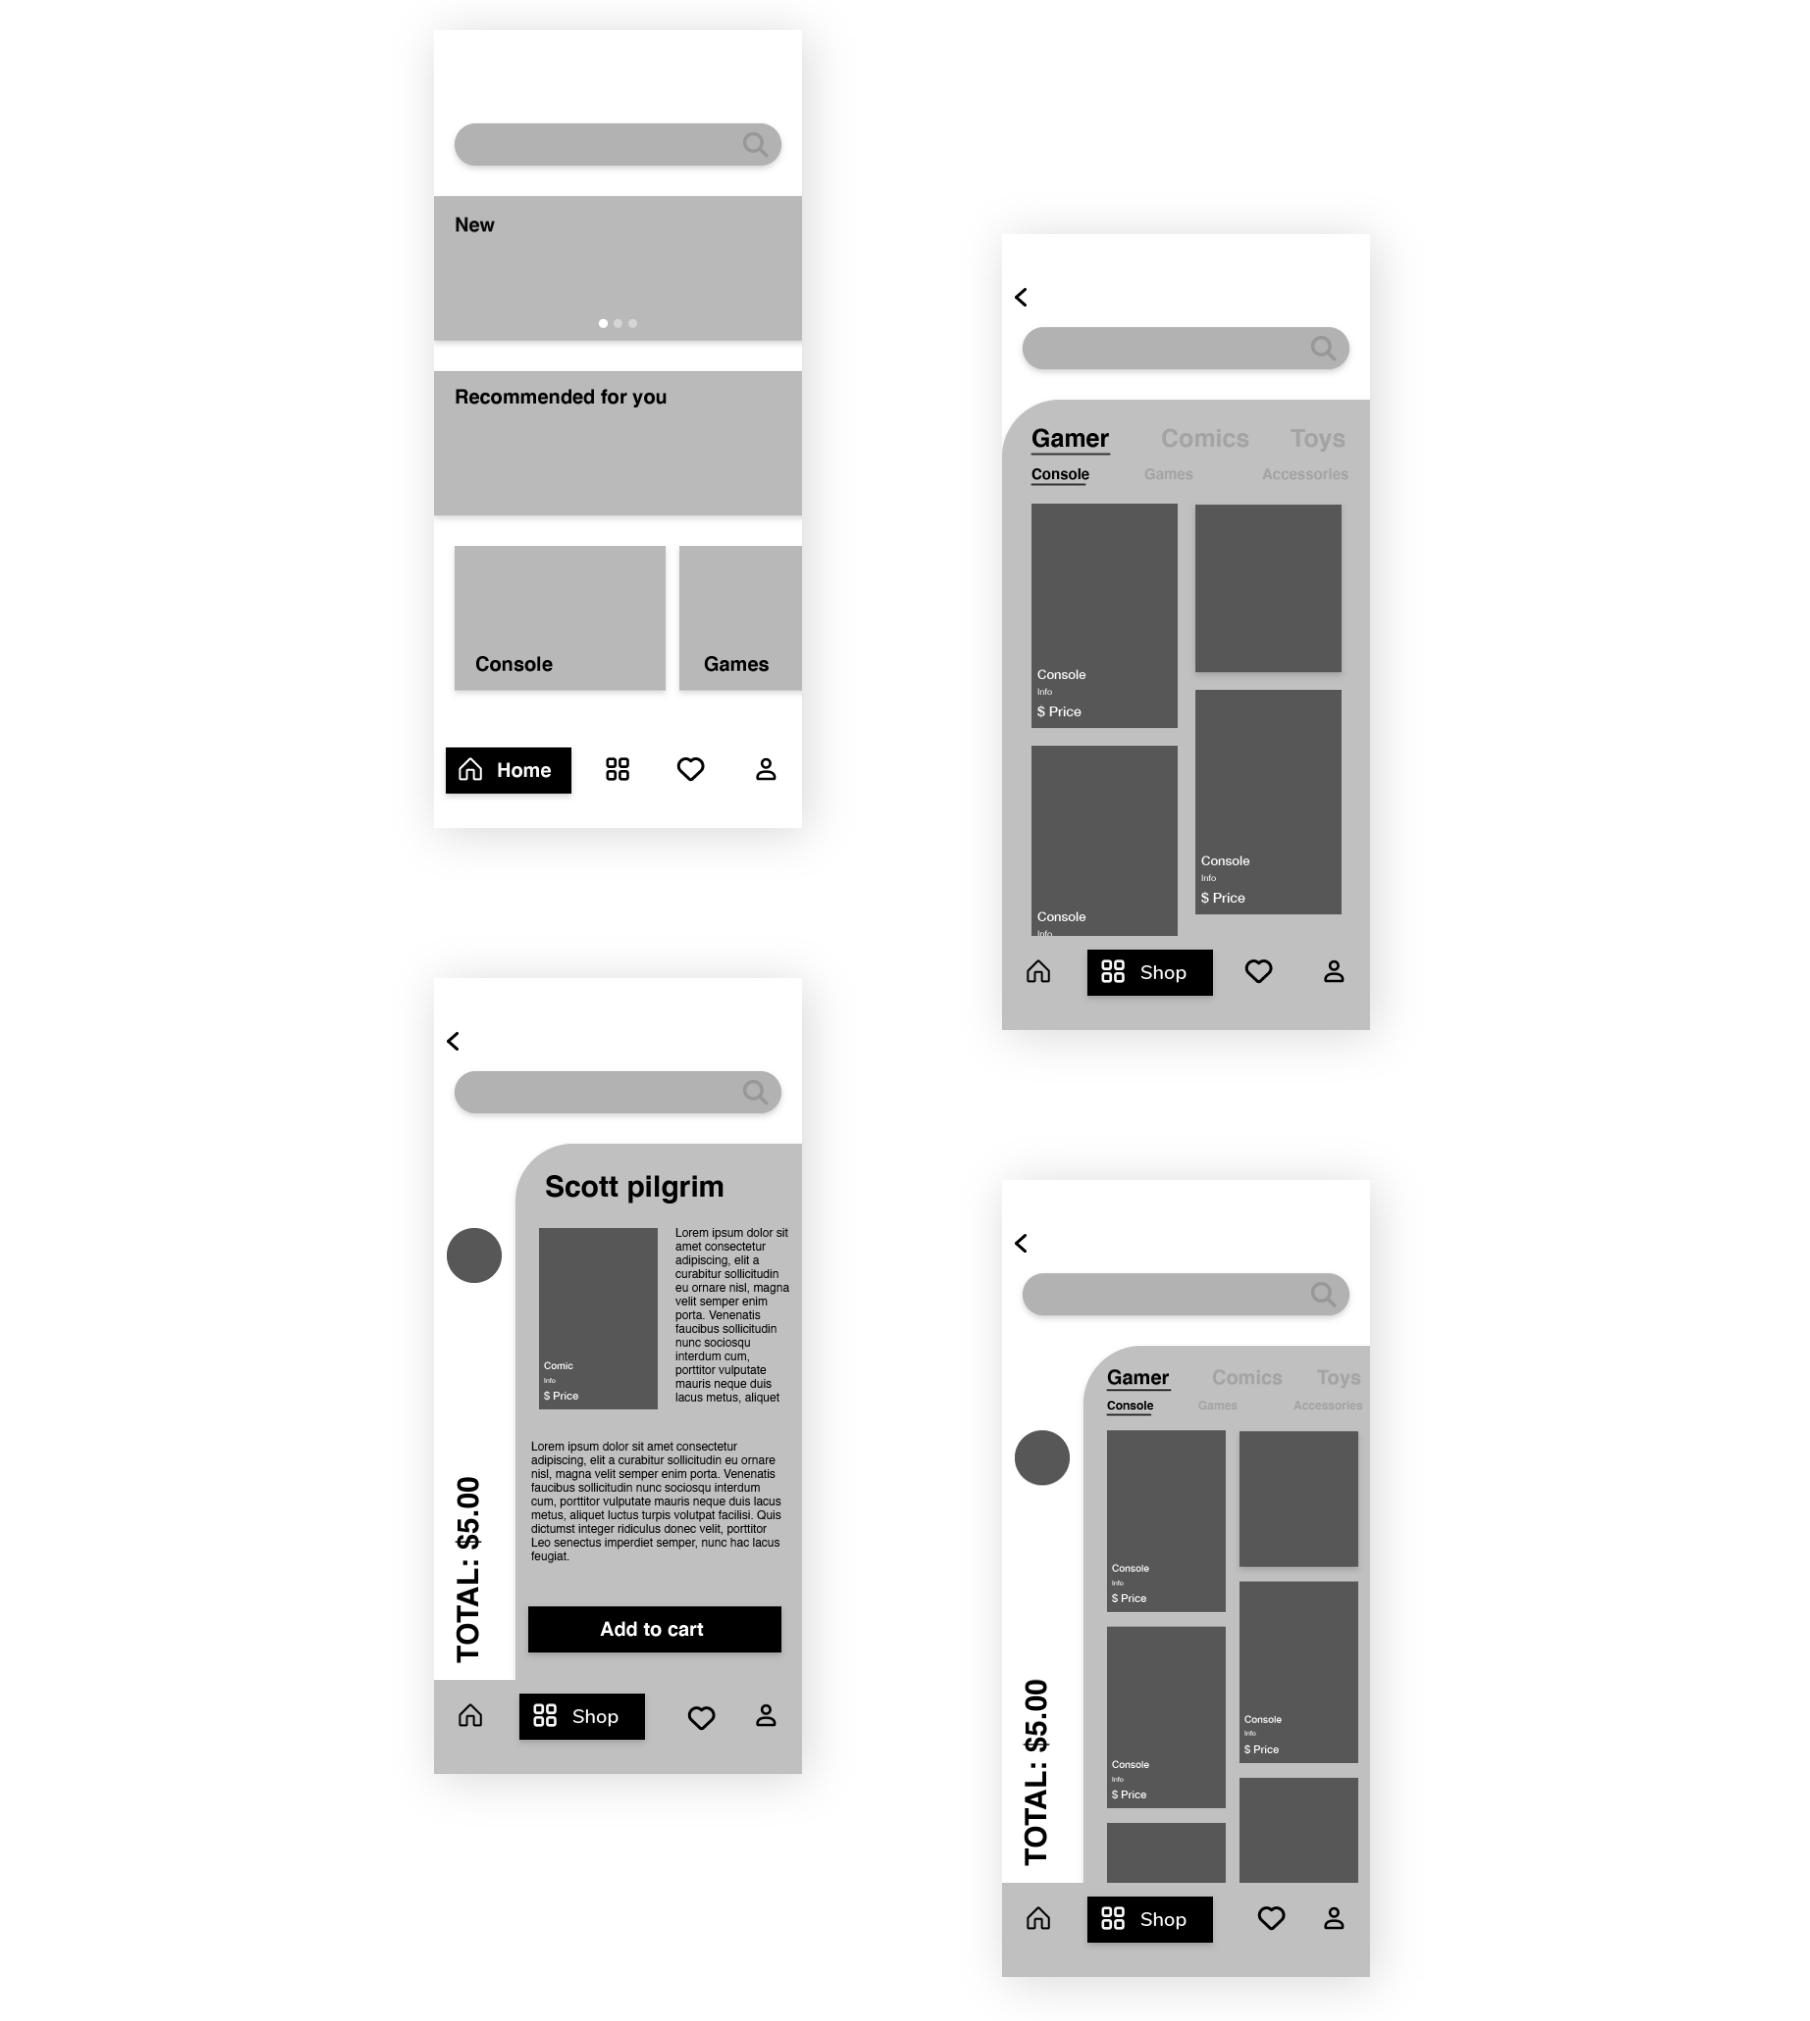 New
Recommended for you
Console
Games
Home
Gamer
Comics
Toys
Console
Games
Accessories
Console
Info
$ Price
Console
Info
$ Price
Console
Info
Shop
Scott pilgrim
Lorem ipsum dolor sit
amet consectetur
adipiscing, elit a
curabitur sollicitudin
eu ornare nisl, magna
velit semper enim
porta. Venenatis
faucibus sollicitudin
nunc sociosqu
interdum cum,
porttitor vulputate
mauris neque duis
lacus metus, aliquet
Comic
Info
$ Price
Lorem ipsum dolor sit amet consectetur
adipiscing, elit a curabitur sollicitudin eu ornare
nisl, magna velit semper enim porta. Venenatis
faucibus sollicitudin nunc sociosqu interdum
cum, porttitor vulputate mauris neque duis lacus
metus, aliquet luctus turpis volutpat facilisi. Quis
dictumst integer ridiculus donec velit, porttitor
Leo senectus imperdiet semper, nunc hac lacus
feugiat.
TOTAL: $5.00
Add to cart
Shop
Gamer
Comics
Toys
Console
Games
Accessories
Console
Info
$ Price
Console
Info
$ Price
Console
Info
$ Price
TOTAL: $5.00
Shop